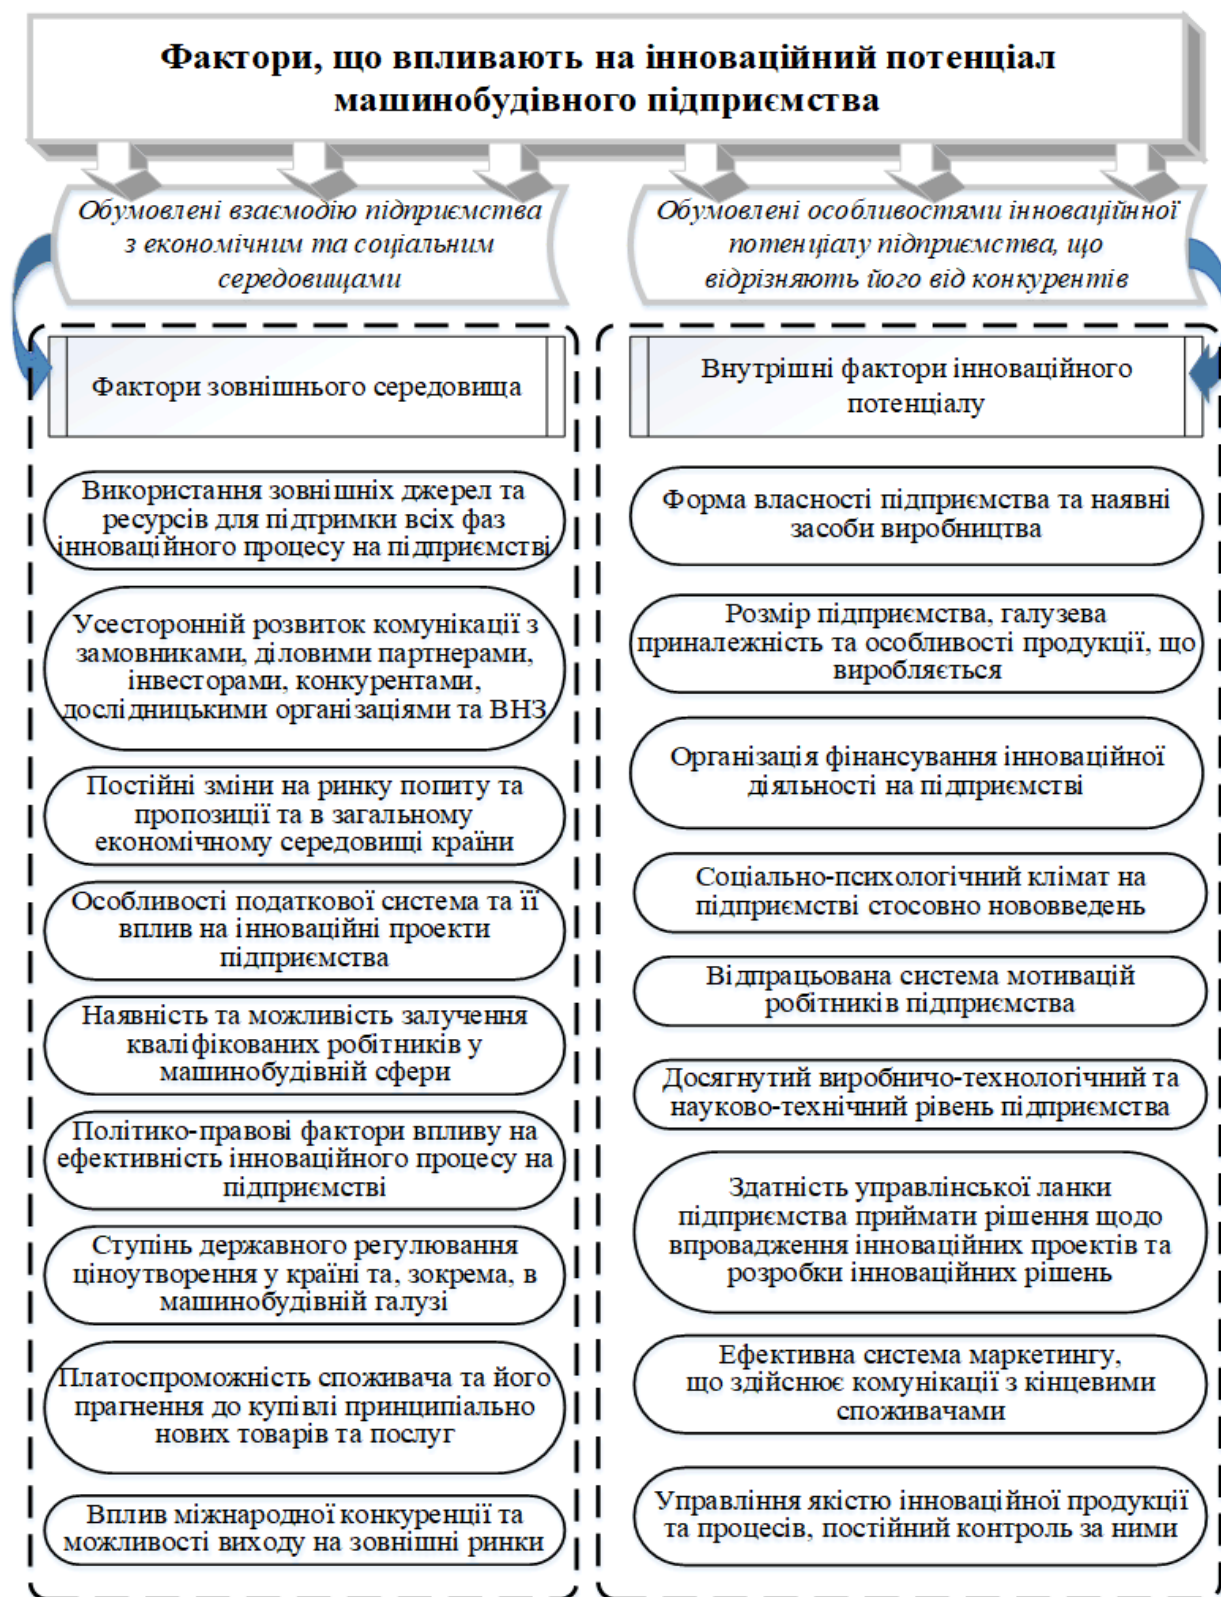 Фактори, що впливають на інноваційний потенціал
машинобудівного підприємства
Обумовлені взаємодію підприємства
з економічним та соціальним
середовищами
Фактори зовнішнього середовища
Використання зовнішніх джерел та
ресурсів для підтримки всіх фаз
інноваційного процесу на підприємстві
Усесторонній розвиток комунікації з
замовниками, діловими партнерами,
інвесторами, конкурентами,
дослідницькими організаціями та ВНЗ
Постійні зміни на ринку попиту та
пропозиції та в загальному
економічному середовищі країни
Особливості податкової система та її
вплив на інноваційні проекти
підприємства
Наявність та можливість залучення
кваліфікованих робітників у
машинобудівній сфери
Політико-правові фактори впливу на
ефективність інноваційного процесу на
підприємстві
Ступінь державного регулювання
ціноутворення у країні та, зокрема, в
машинобудівній галузі
Платоспроможність споживача та його
прагнення до купівлі принципіально
нових товарів та послуг
Вплив міжнародної конкуренції та
можливості виходу на зовнішні ринки
Обумовлені особливостями інноваційнної
потенціалу підприємства, що
відрізняють його від конкурентів
Внутрішні фактори інноваційного
потенціалу
Форма власності підприємства та наявні
засоби виробництва
Розмір підприємства, галузева
приналежність та особливості продукції, що
виробляється
Організація фінансування інноваційної
діяльності на підприємстві
Соціально-психологічний клімат на
підприємстві стосовно нововведень
Відпрацьована система мотивацій
робітників підприємства
Досягнутий виробничо-технологічний та
науково-технічний рівень підприємства
Здатність управлінської ланки
підприємства приймати рішення щодо
впровадження інноваційних проектів та
розробки інноваційних рішень
Ефективна система маркетингу,
що здійснює комунікації з кінцевими
споживачами
Управління якістю інноваційної продукції
та процесів, постійний контроль за ними